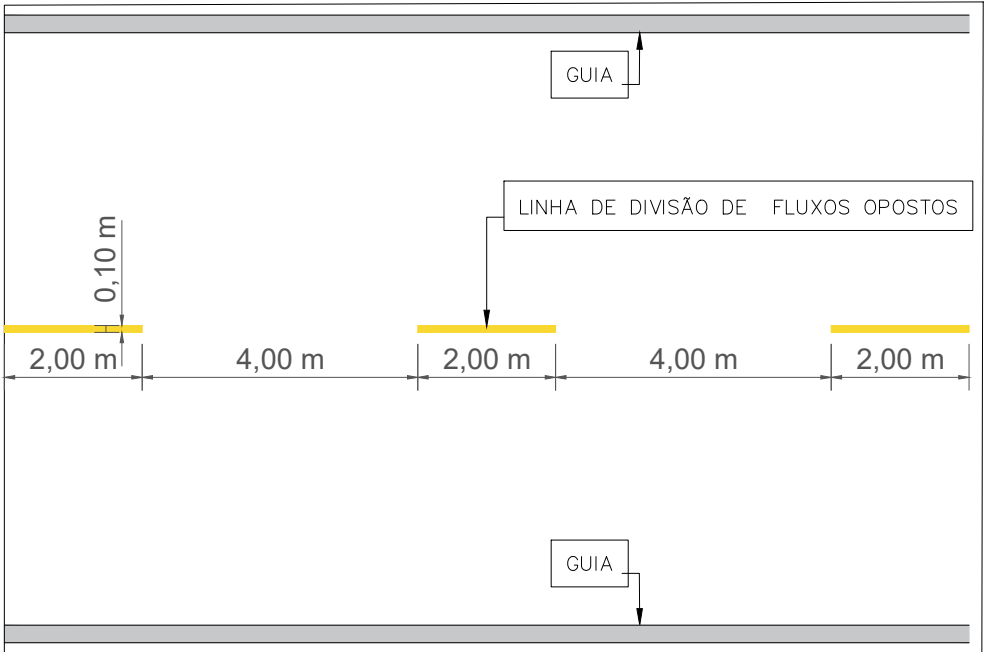 GUIA
LINHA DE DIVISÃO DE FLUXOS OPOSTOS
0,10 m
2,00 m
4,00 m
2,00 m
4,00 m
2,00 m
GUIA